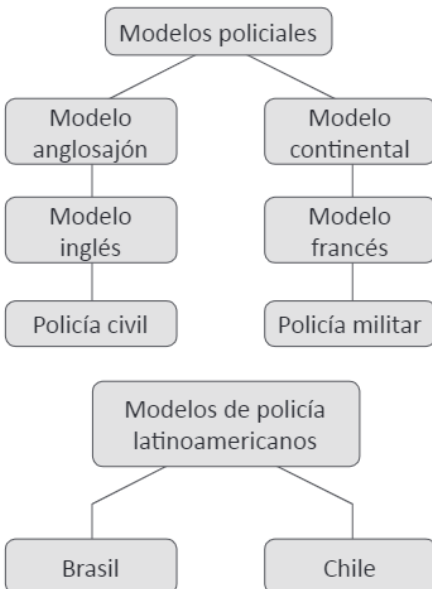 Modelos policiales
Modelo
anglosajón
Modelo
continental
Modelo
inglés
Modelo
francés
Policía civil
Policía militar
Modelos de policía
latinoamericanos
Brasil
Chile